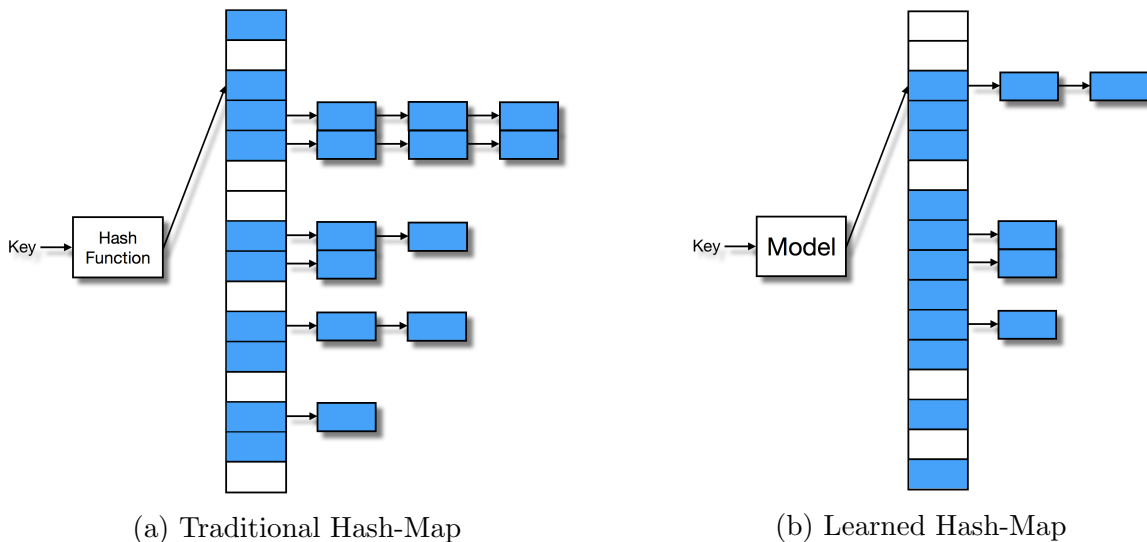 Key
Hash
Function
(a) Traditional Hash-Map
Key
Model
(b) Learned Hash-Map